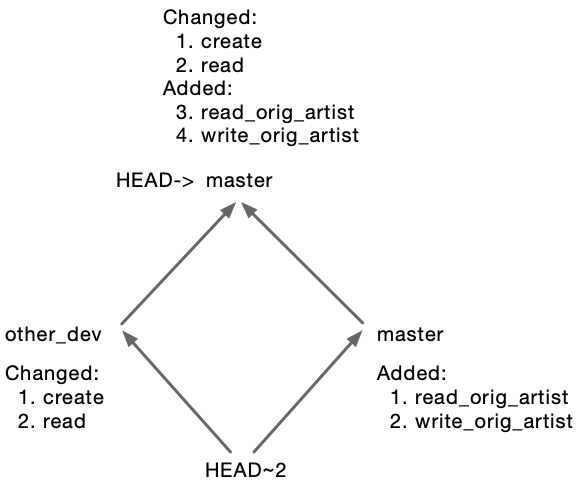 Changed:
1. create
2. read
Added:
3. read_orig_artist
4. write_orig_artist
HEAD-> master
other_dev
Changed:
1. create
2. read
master
Added:
1. read_orig_artist
2. write_orig_artist
HEAD~2